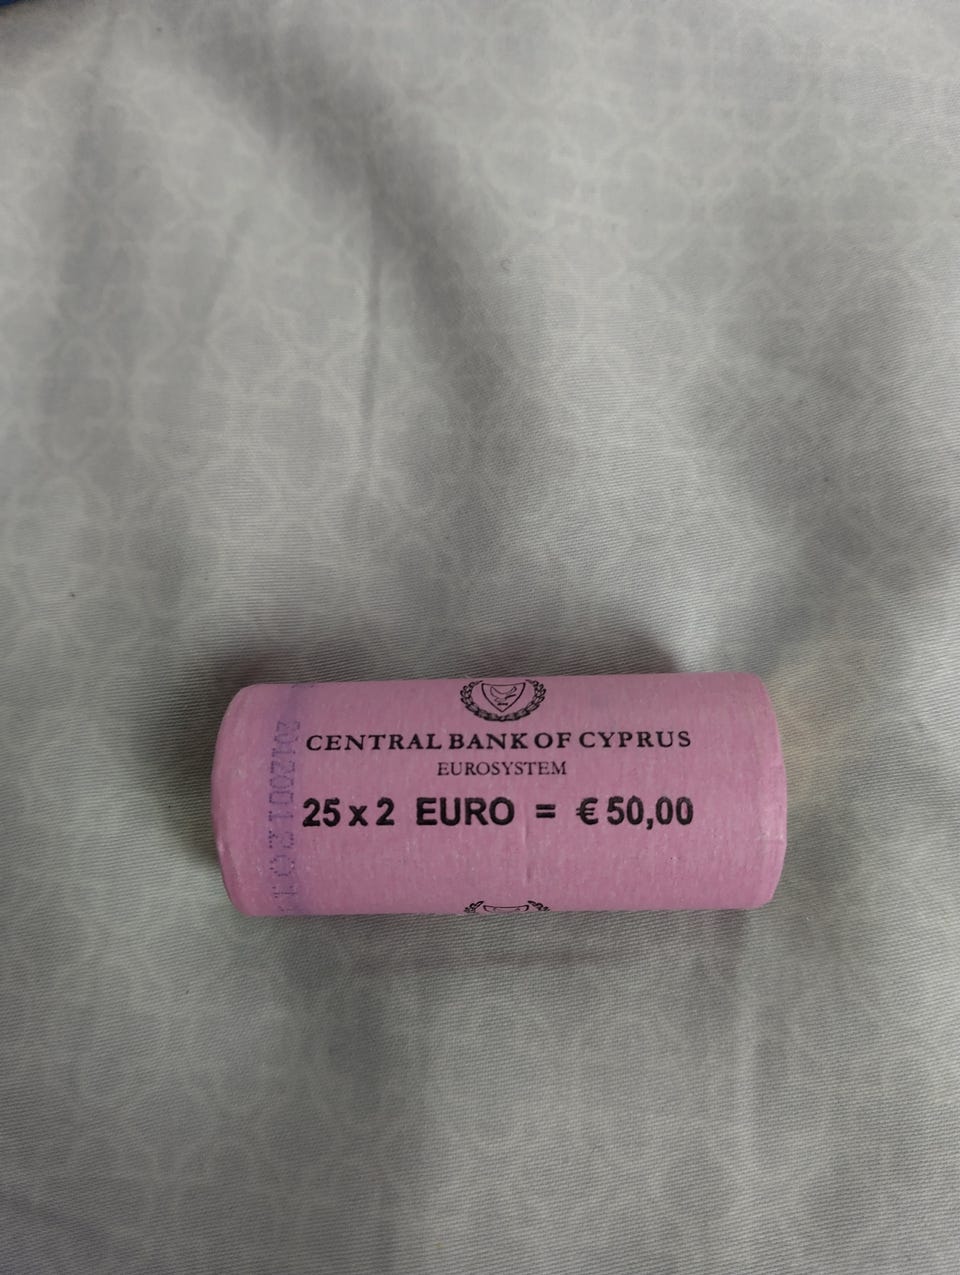 CENTRAL BANK OF CYPRUS
EUROSYSTEM
25 x 2 EURO = € 50,00